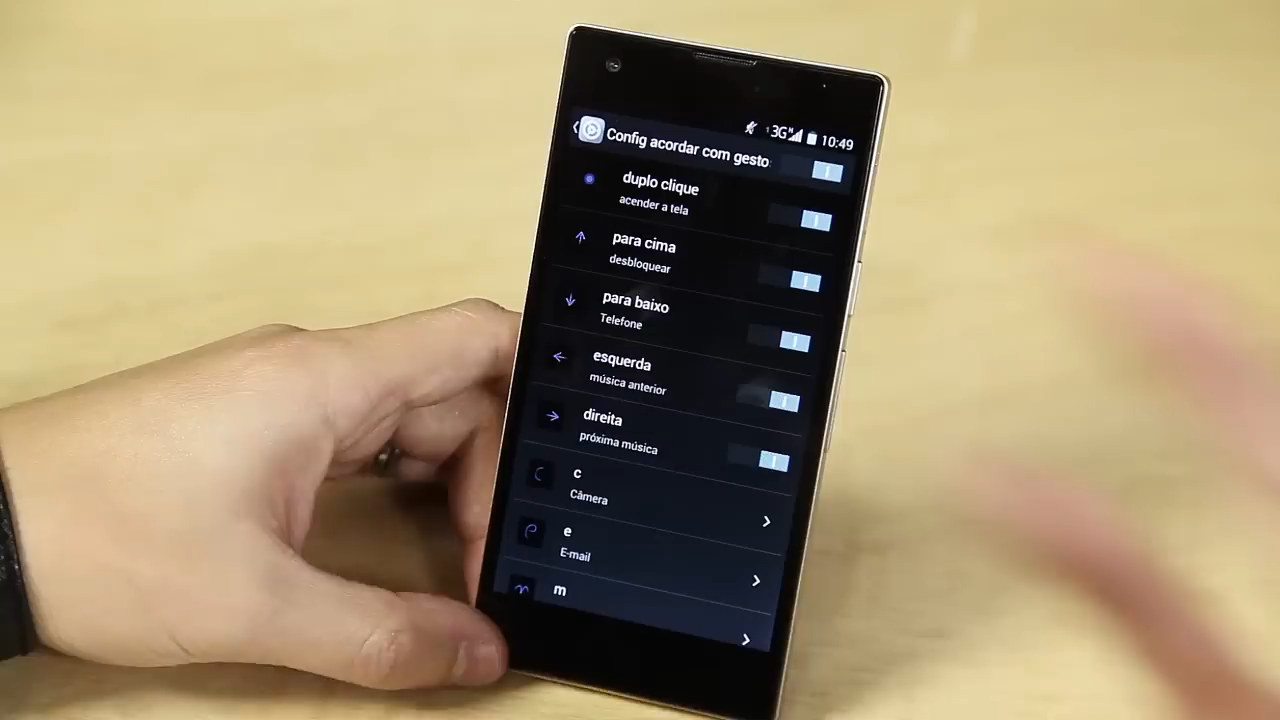 3G H 10:49
Config acordar com gesto
duplo clique
acender a tela
para cima
desbloquear
para baixo
Telefone
esquerda
música anterior
direita
próxima música
c
Câmera
e
E-mail
m